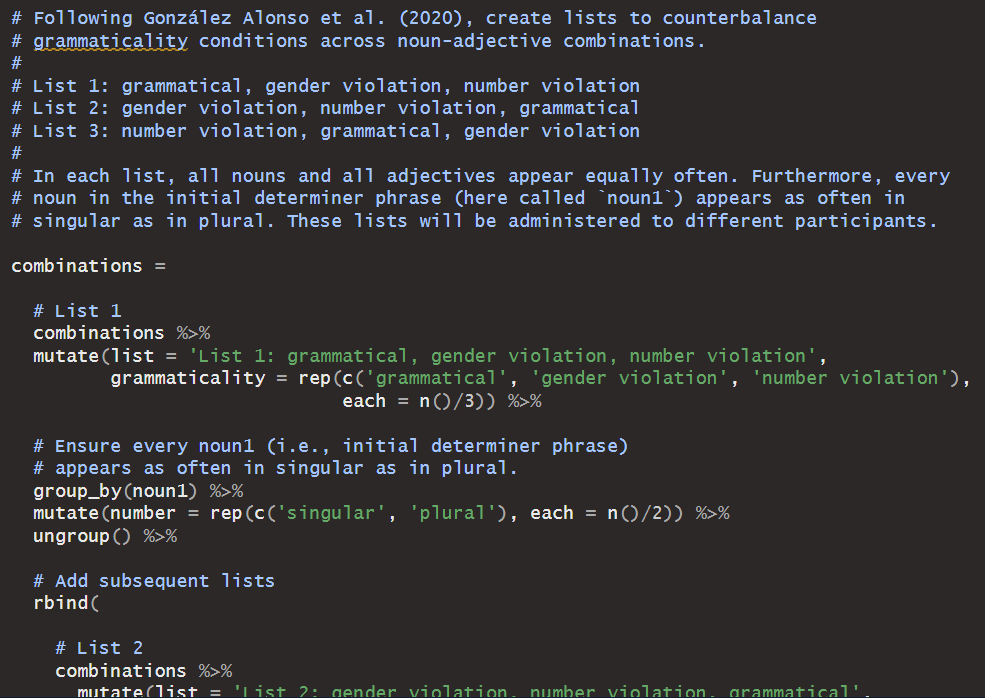 # Following González Alonso et al. (2020), create lists to counterbalance
# grammaticality conditions across noun-adjective combinations.
#
# List 1: grammatical, gender violation, number violation
# List 2: gender violation, number violation, grammatical
# List 3: number violation, grammatical, gender violation
#
# In each list, all nouns and all adjectives appear equally often. Furthermore, every
# noun in the initial determiner phrase (here called `noun1`) appears as often in
# singular as in plural. These lists will be administered to different participants.
combinations =
# List 1
combinations %>%
mutate(list = 'List 1: grammatical, gender violation, number violation',
grammaticality = rep(c('grammatical', 'gender violation', 'number violation'),
each = n()/3)) %>%
# Ensure every noun1 (i.e., initial determiner phrase)
# appears as often in singular as in plural.
group_by(noun1) %>%
mutate(number = rep(c('singular', 'plural'), each = n()/2)) %>%
ungroup() %>%
# Add subsequent lists
rbind(
# List 2
combinations %>%
mutate(list = 'List 2: gender violation, number violation, grammatical',